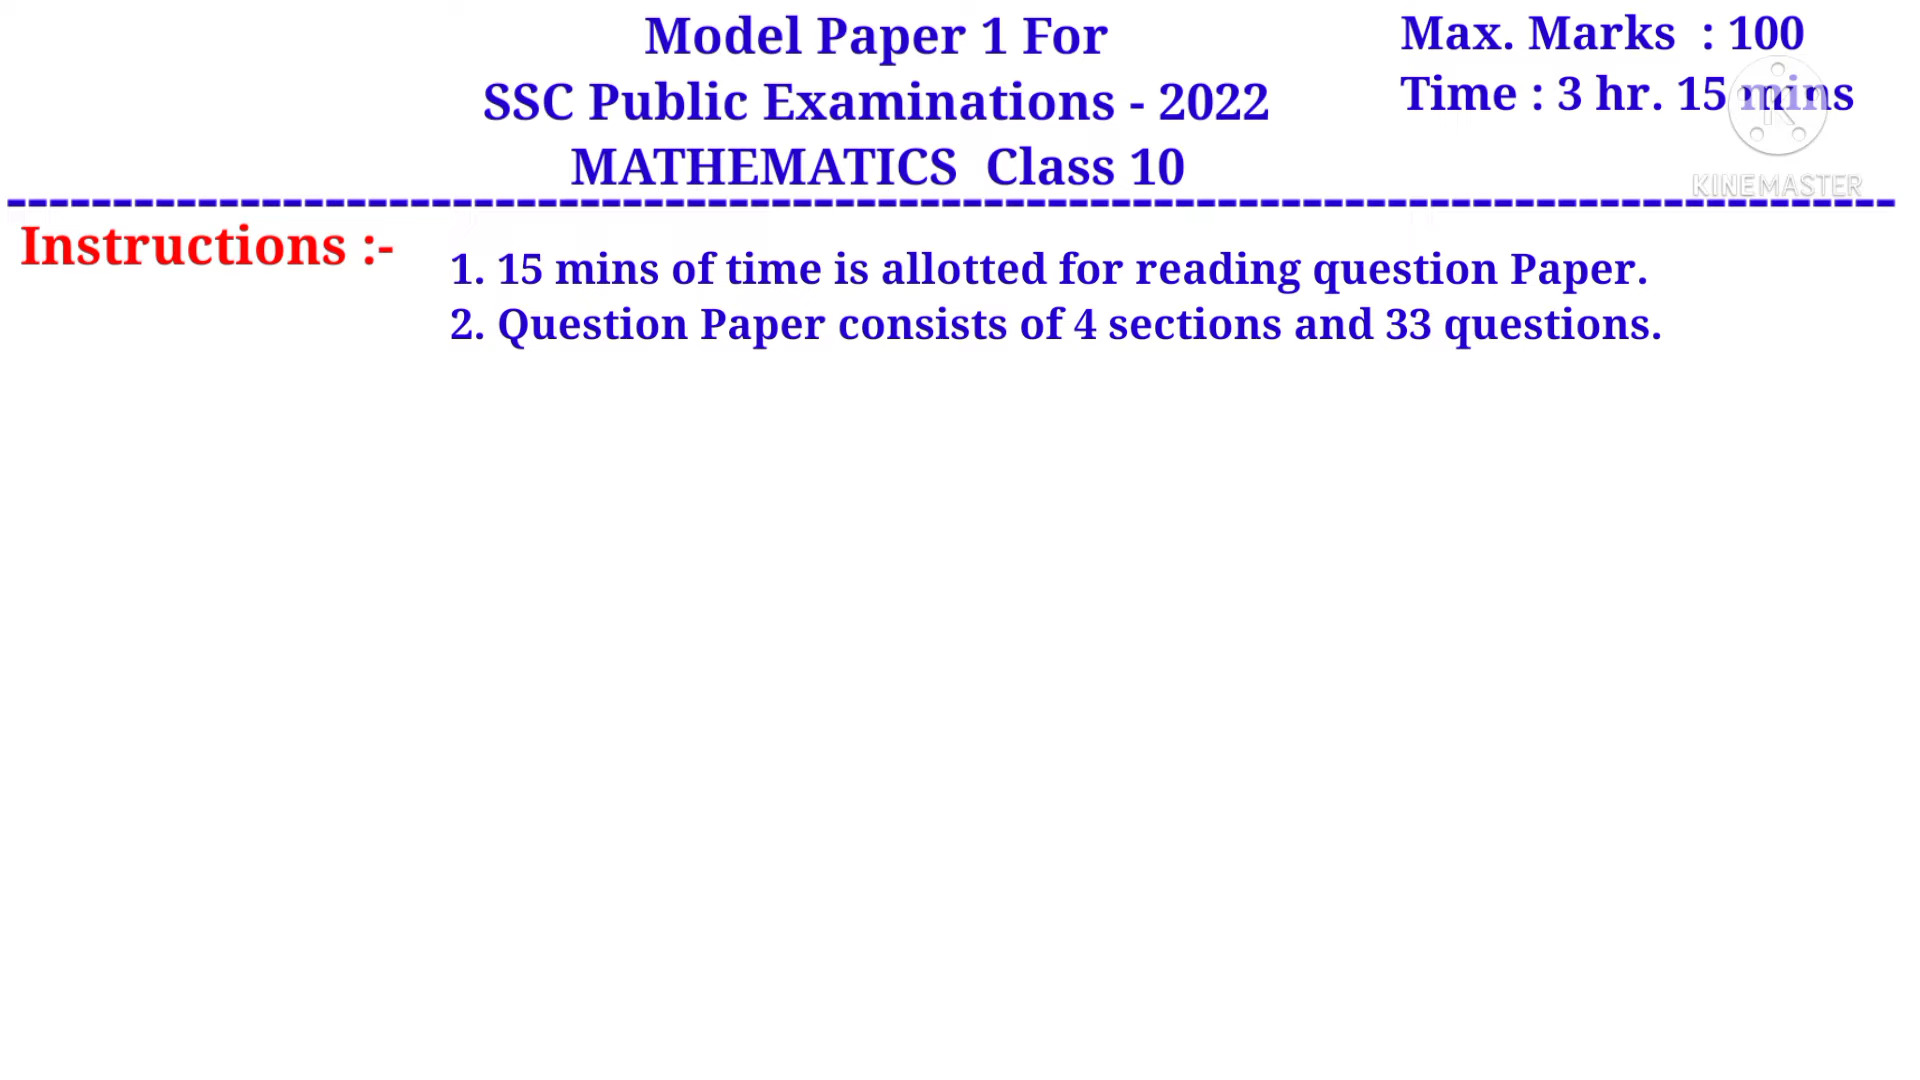 Model Paper 1 For
SSC Public Examinations - 2022
MATHEMATICS Class 10
Max. Marks : 100
Time : 3 hr. 15 mins
KINEMASTER
--------------------------------------------------------------------------------
Instructions :-
1. 15 mins of time is allotted for reading question Paper.
2. Question Paper consists of 4 sections and 33 questions.